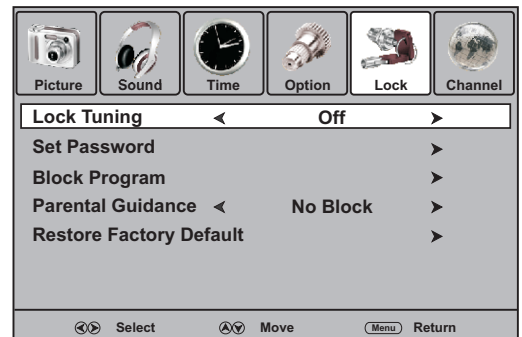 Picture Sound Time Option Lock Channel
Lock Tuning Off
Set Password
Block Program
Parental Guidance No Block
Restore Factory Default
Select Move Menu Return